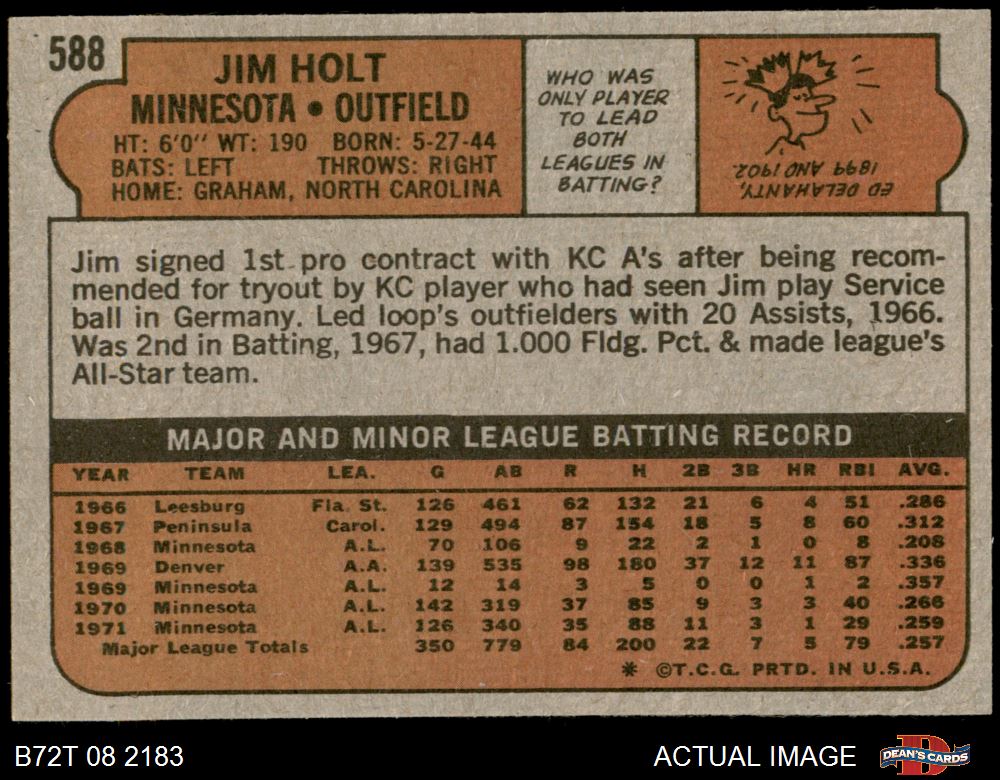 588
JIM HOLT
MINNESOTA • OUTFIELD
HT: 6'0" WT: 190 BORN: 5-27-44
BATS: LEFT THROWS: RIGHT
HOME: GRAHAM, NORTH CAROLINA
WHO WAS
ONLY PLAYER
TO LEAD
BOTH
LEAGUES IN
BATTING?
ED DELAHANTY,
1899 AND 1902.
Jim signed 1st pro contract with KC A's after being recom-
mended for tryout by KC player who had seen Jim play Service
ball in Germany. Led loop's outfielders with 20 Assists, 1966.
Was 2nd in Batting, 1967, had 1.000 Fldg. Pct. & made league's
All-Star team.
MAJOR AND MINOR LEAGUE BATTING RECORD
YEAR TEAM LEA. G AB R H 2B 3B HR RBI AVG.
1966 Leesburg Fla. St. 126 461 62 132 21 6 4 51 .286
1967 Peninsula Carol. 129 494 87 154 18 5 8 60 .312
1968 Minnesota A.L. 70 106 9 22 2 1 0 8 .208
1969 Denver A.A. 139 535 98 180 37 12 11 87 .336
1969 Minnesota A.L. 12 14 3 5 0 0 1 2 .357
1970 Minnesota A.L. 142 319 37 85 9 3 3 40 .266
1971 Minnesota A.L. 126 340 35 88 11 3 1 29 .259
Major League Totals 350 779 84 200 22 7 5 79 .257
* ©T.C.G. PRTD. IN U.S.A.
B72T 08 2183 ACTUAL IMAGE DEAN'S CARDS